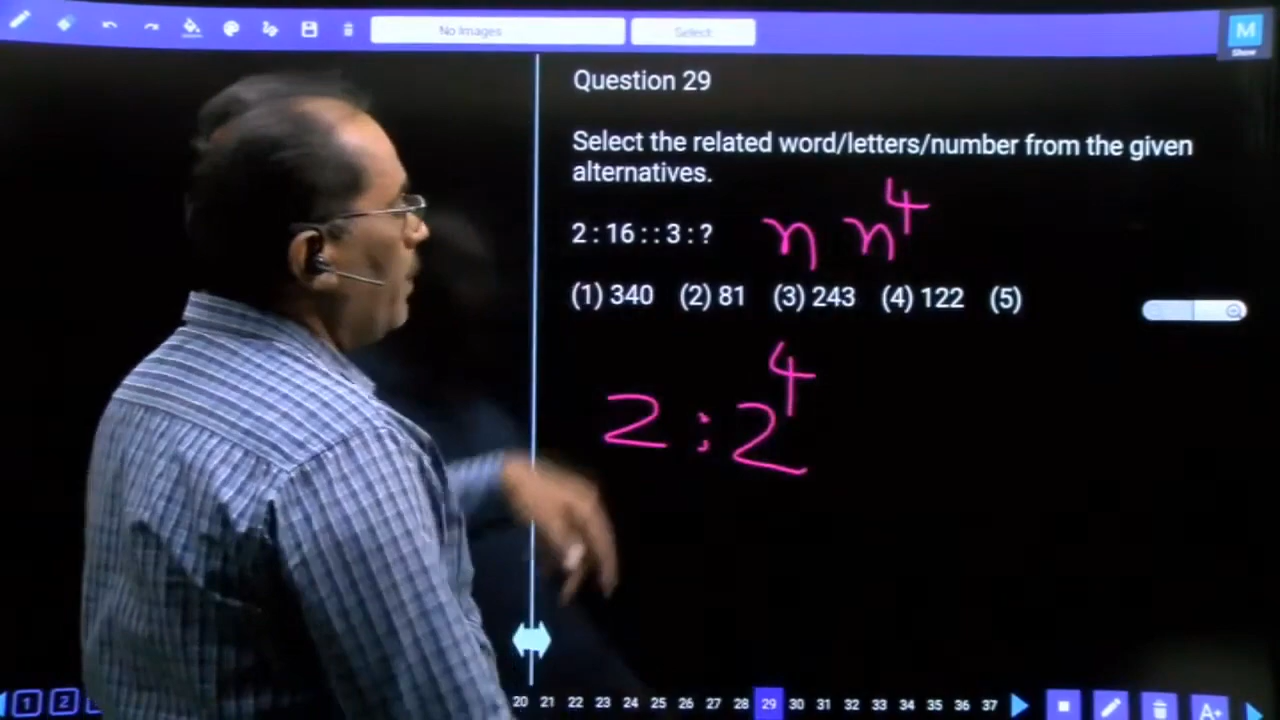 No Images Select M
Show
Question 29
Select the related word/letters/number from the given
alternatives.
2 : 16 : : 3 : ? n n⁴
(1) 340 (2) 81 (3) 243 (4) 122 (5)
2 : 2⁴
1 2 20 21 22 23 24 25 26 27 28 29 30 31 32 33 34 35 36 37 A+